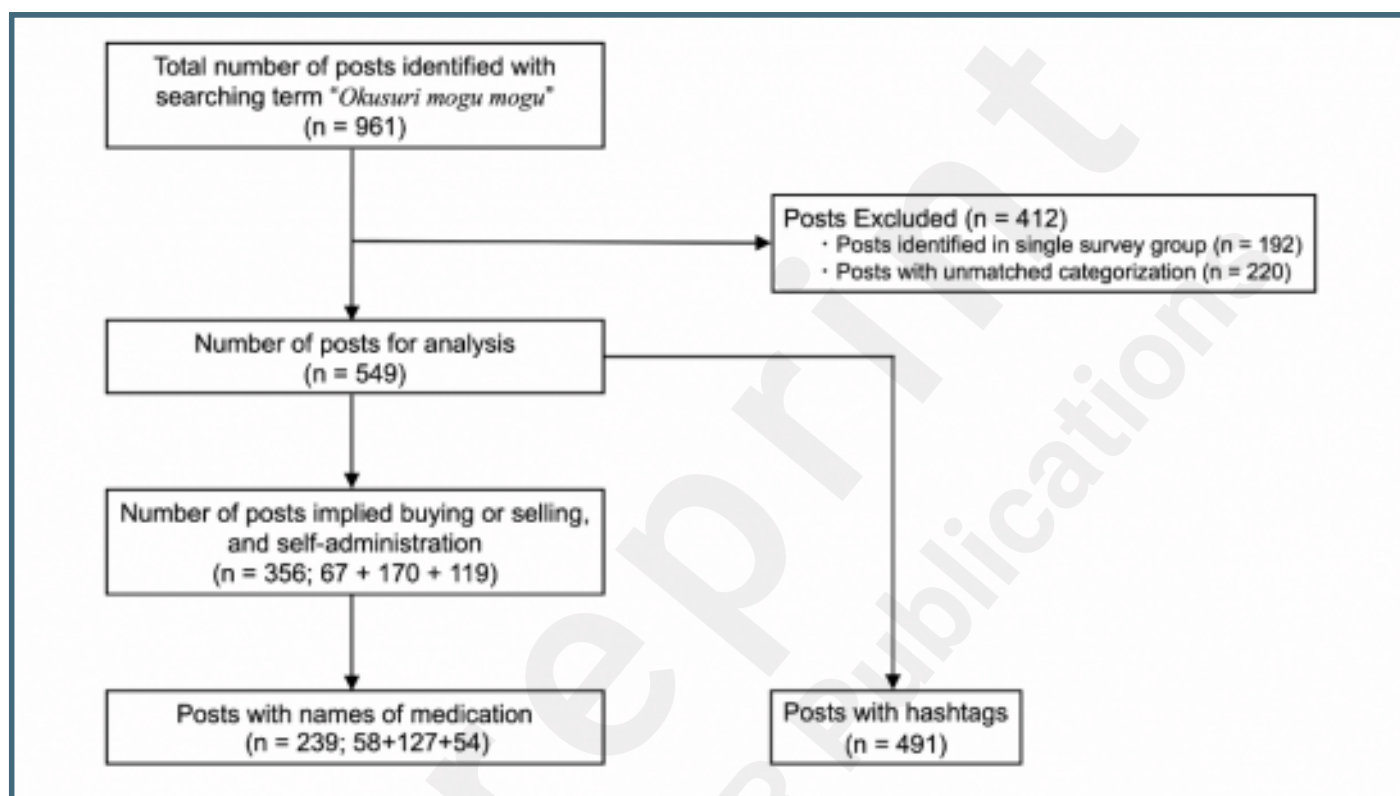 Total number of posts identified with
searching term "Okusuri mogu mogu"
(n = 961)
Posts Excluded (n = 412)
・Posts identified in single survey group (n = 192)
・Posts with unmatched categorization (n = 220)
Number of posts for analysis
(n = 549)
Number of posts implied buying or selling,
and self-administration
(n = 356; 67 + 170 + 119)
Posts with names of medication
(n = 239; 58+127+54)
Posts with hashtags
(n = 491)
reprint
Publications